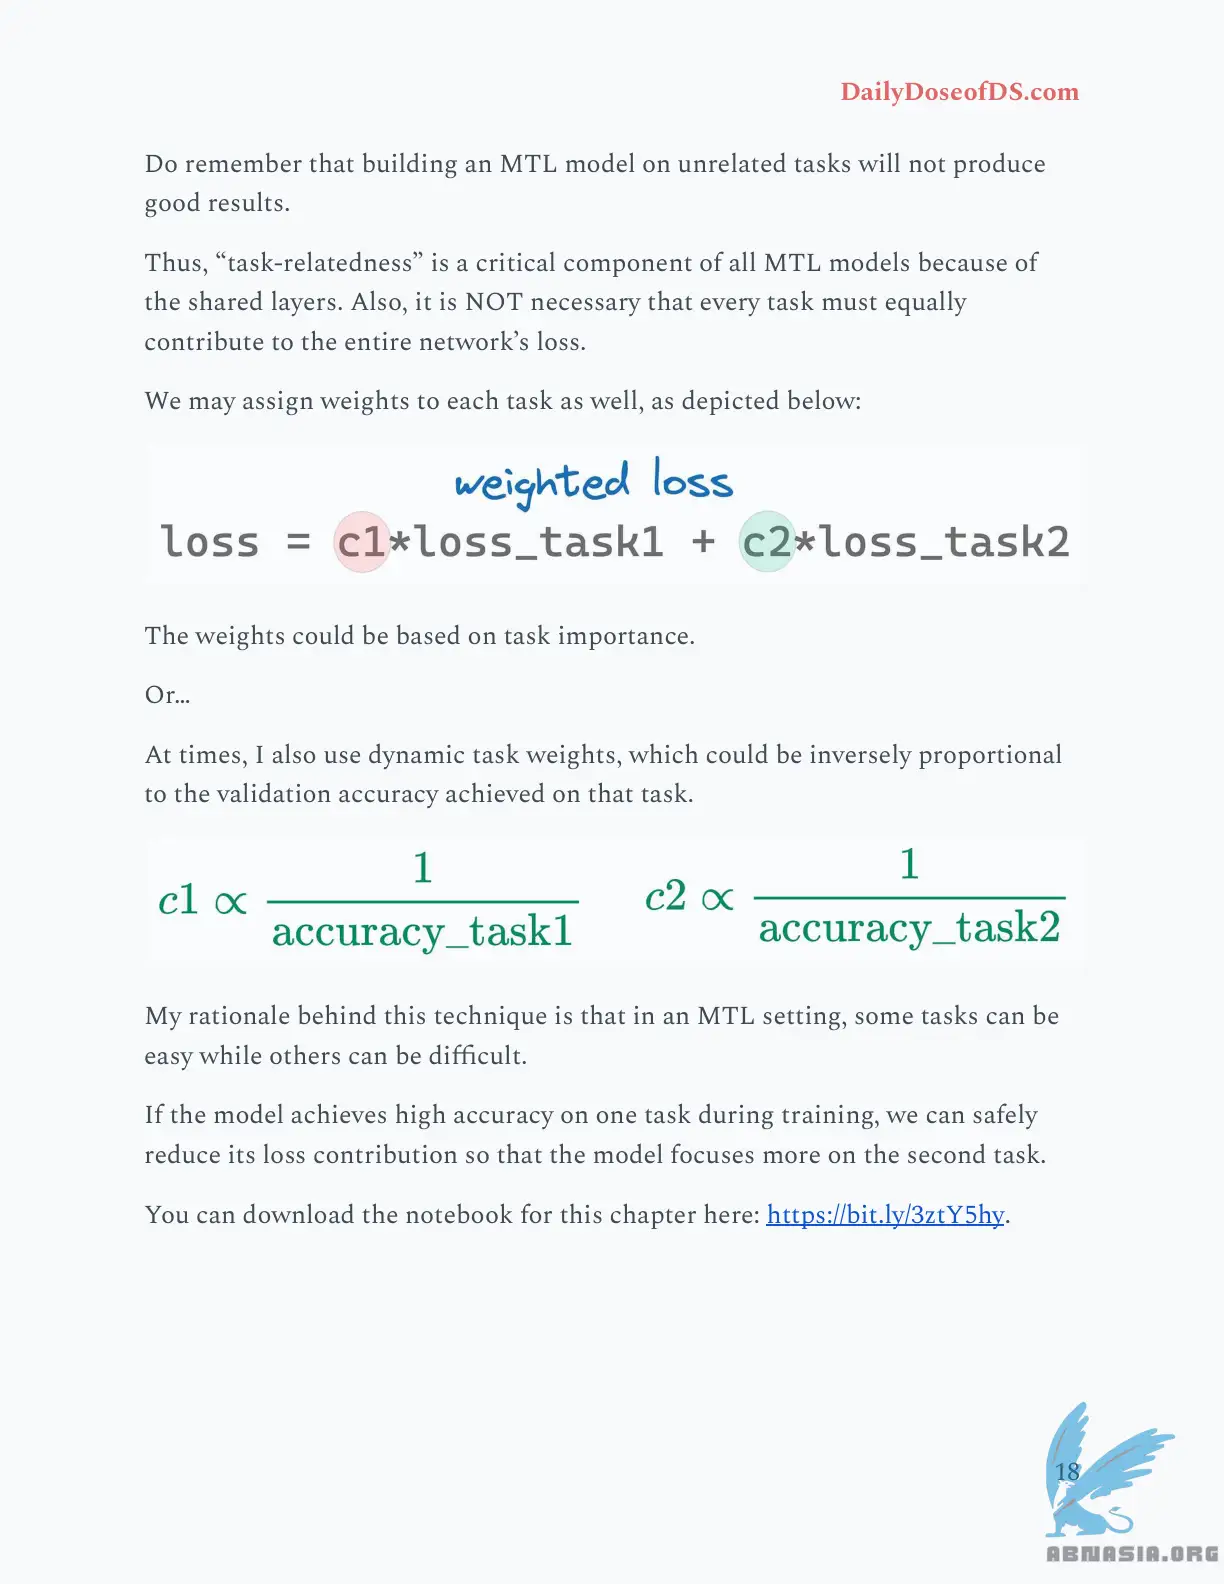 DailyDoseofDS.com
Do remember that building an MTL model on unrelated tasks will not produce
good results.
Thus, “task-relatedness” is a critical component of all MTL models because of
the shared layers. Also, it is NOT necessary that every task must equally
contribute to the entire network’s loss.
We may assign weights to each task as well, as depicted below:
weighted loss
loss = c1*loss_task1 + c2*loss_task2
The weights could be based on task importance.
Or…
At times, I also use dynamic task weights, which could be inversely proportional
to the validation accuracy achieved on that task.
c1 ∝ 1 / accuracy_task1
c2 ∝ 1 / accuracy_task2
My rationale behind this technique is that in an MTL setting, some tasks can be
easy while others can be difficult.
If the model achieves high accuracy on one task during training, we can safely
reduce its loss contribution so that the model focuses more on the second task.
You can download the notebook for this chapter here: https://bit.ly/3ztY5hy.
18
ABNASIA.ORG